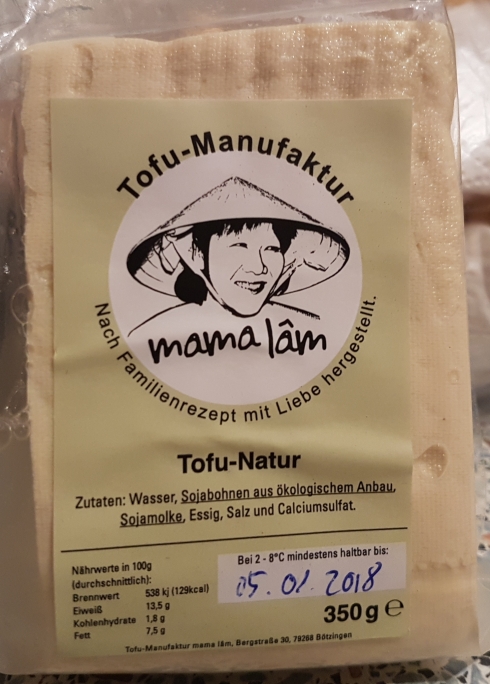 Tofu-Manufaktur
mama lâm
Nach Familienrezept mit Liebe hergestellt.
Tofu-Natur
Zutaten: Wasser, Sojabohnen aus ökologischem Anbau,
Sojamolke, Essig, Salz und Calciumsulfat.
Nährwerte in 100g
(durchschnittlich):
Brennwert 538 kj (129kcal)
Eiweiß 13,5 g
Kohlenhydrate 1,8 g
Fett 7,5 g
Bei 2 - 8°C mindestens haltbar bis:
05.01.2018
350 g e
Tofu-Manufaktur mama lâm, Bergstraße 30, 79268 Bötzingen